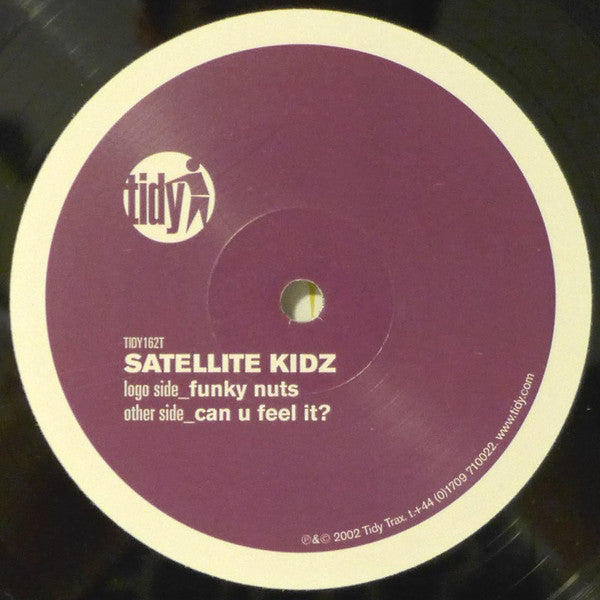 tidy
TIDY162T
SATELLITE KIDZ
logo side_funky nuts
other side_can u feel it?
℗&© 2002 Tidy Trax. t.+44 (0)1709 710022. www.tidy.com